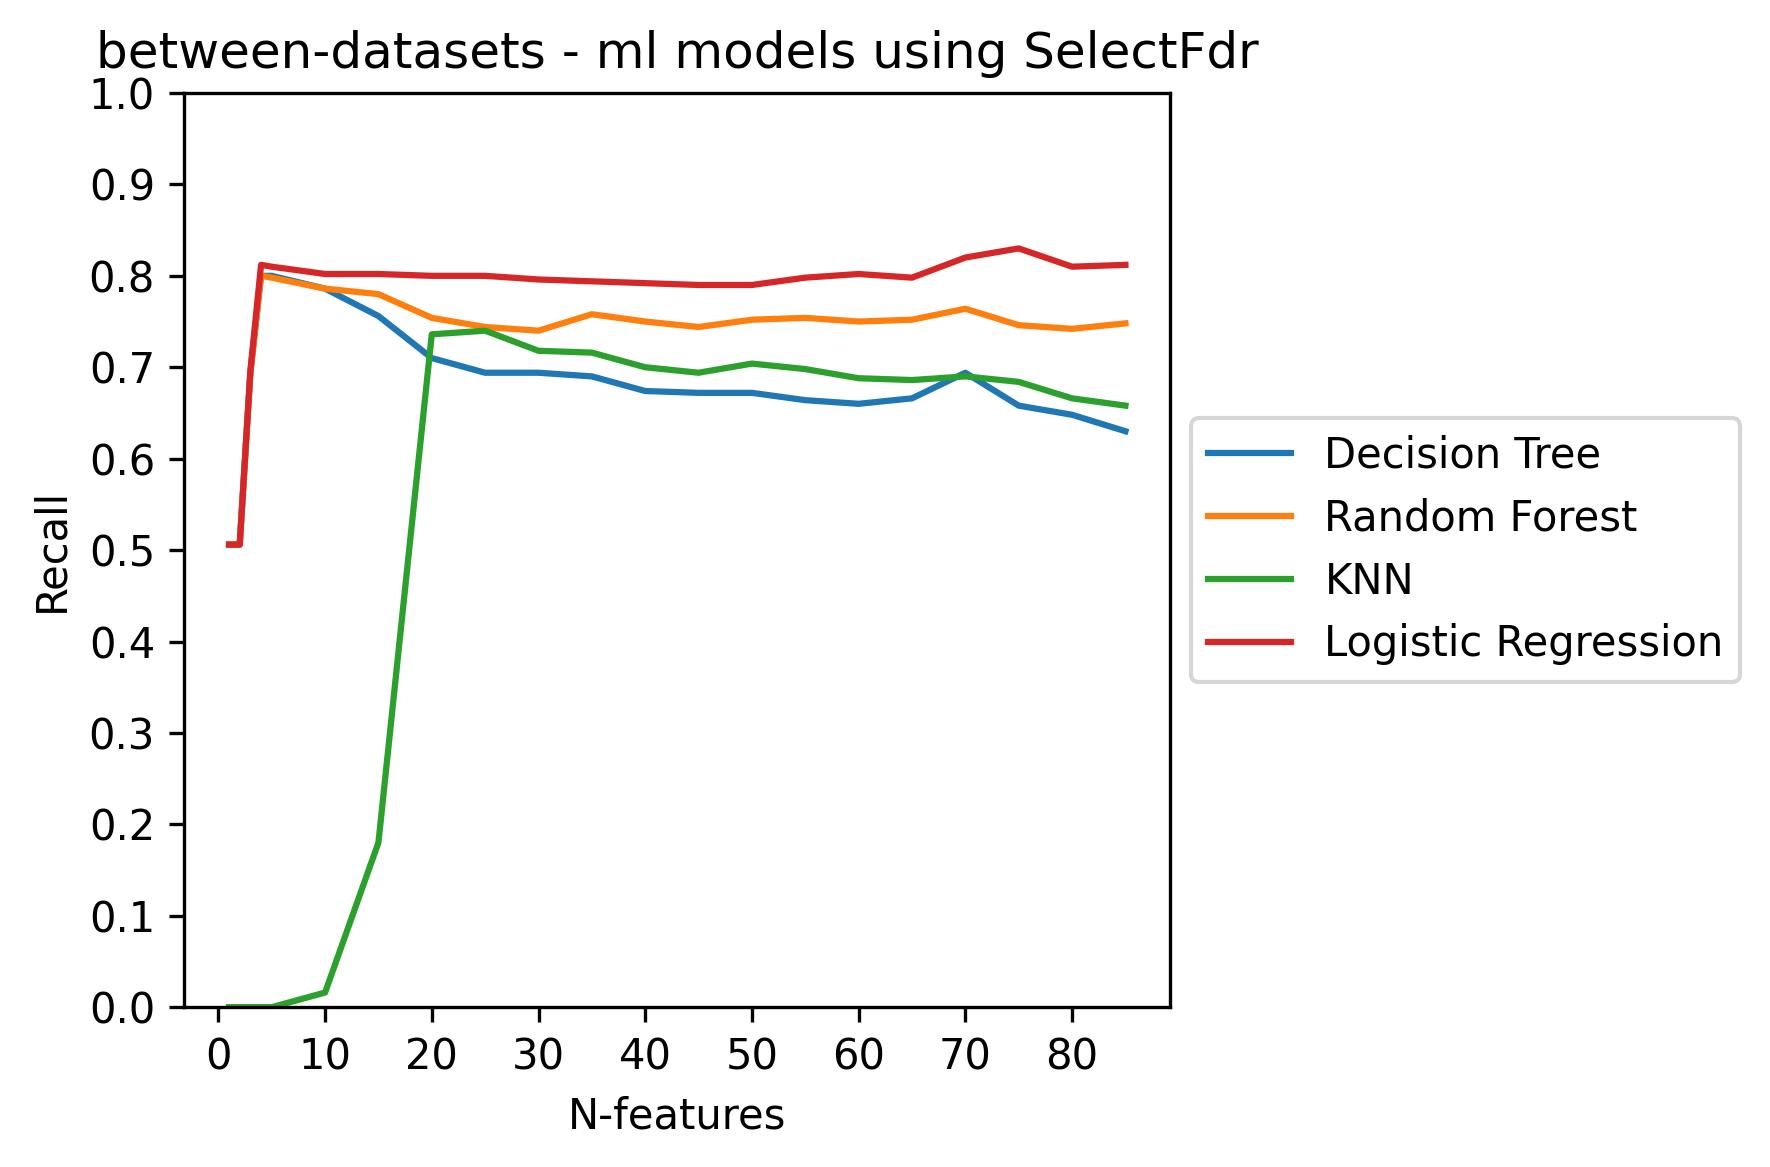 between-datasets - ml models using SelectFdr
1.0
0.9
0.8
0.7
0.6
0.5
0.4
0.3
0.2
0.1
0.0
Recall
0 10 20 30 40 50 60 70 80
N-features
Decision Tree
Random Forest
KNN
Logistic Regression